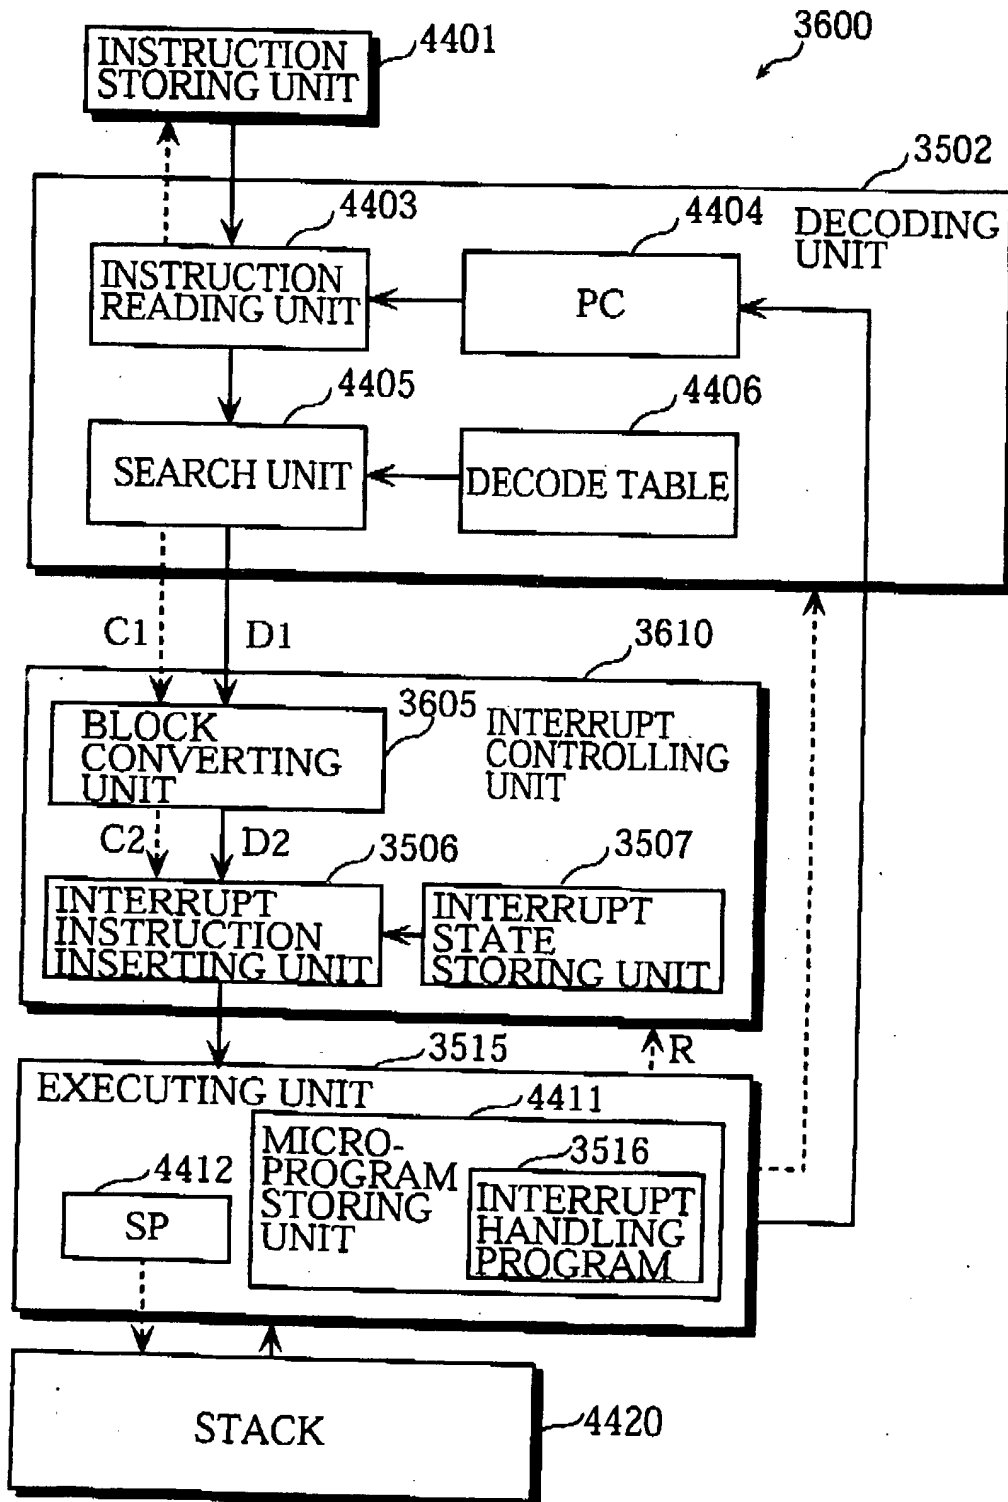 3600
INSTRUCTION
STORING UNIT
4401
3502
DECODING
UNIT
4403
INSTRUCTION
READING UNIT
4404
PC
4405
SEARCH UNIT
4406
DECODE TABLE
C1
D1
3610
INTERRUPT
CONTROLLING
UNIT
3605
BLOCK
CONVERTING
UNIT
C2
D2
3506
INTERRUPT
INSTRUCTION
INSERTING UNIT
3507
INTERRUPT
STATE
STORING UNIT
R
3515
EXECUTING UNIT
4411
MICRO-
PROGRAM
STORING
UNIT
3516
INTERRUPT
HANDLING
PROGRAM
4412
SP
STACK
4420